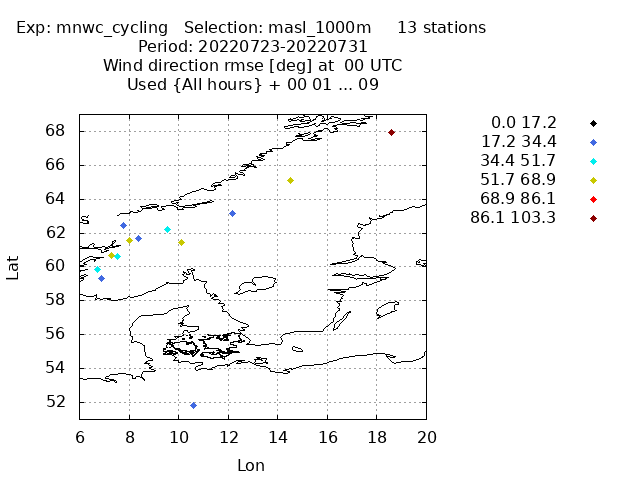 Exp: mnwc_cycling Selection: masl_1000m 13 stations
Period: 20220723-20220731
Wind direction rmse [deg] at 00 UTC
Used {All hours} + 00 01 ... 09
0.0 17.2
17.2 34.4
34.4 51.7
51.7 68.9
68.9 86.1
86.1 103.3
68
66
64
62
60
58
56
54
52
Lat
6 8 10 12 14 16 18 20
Lon